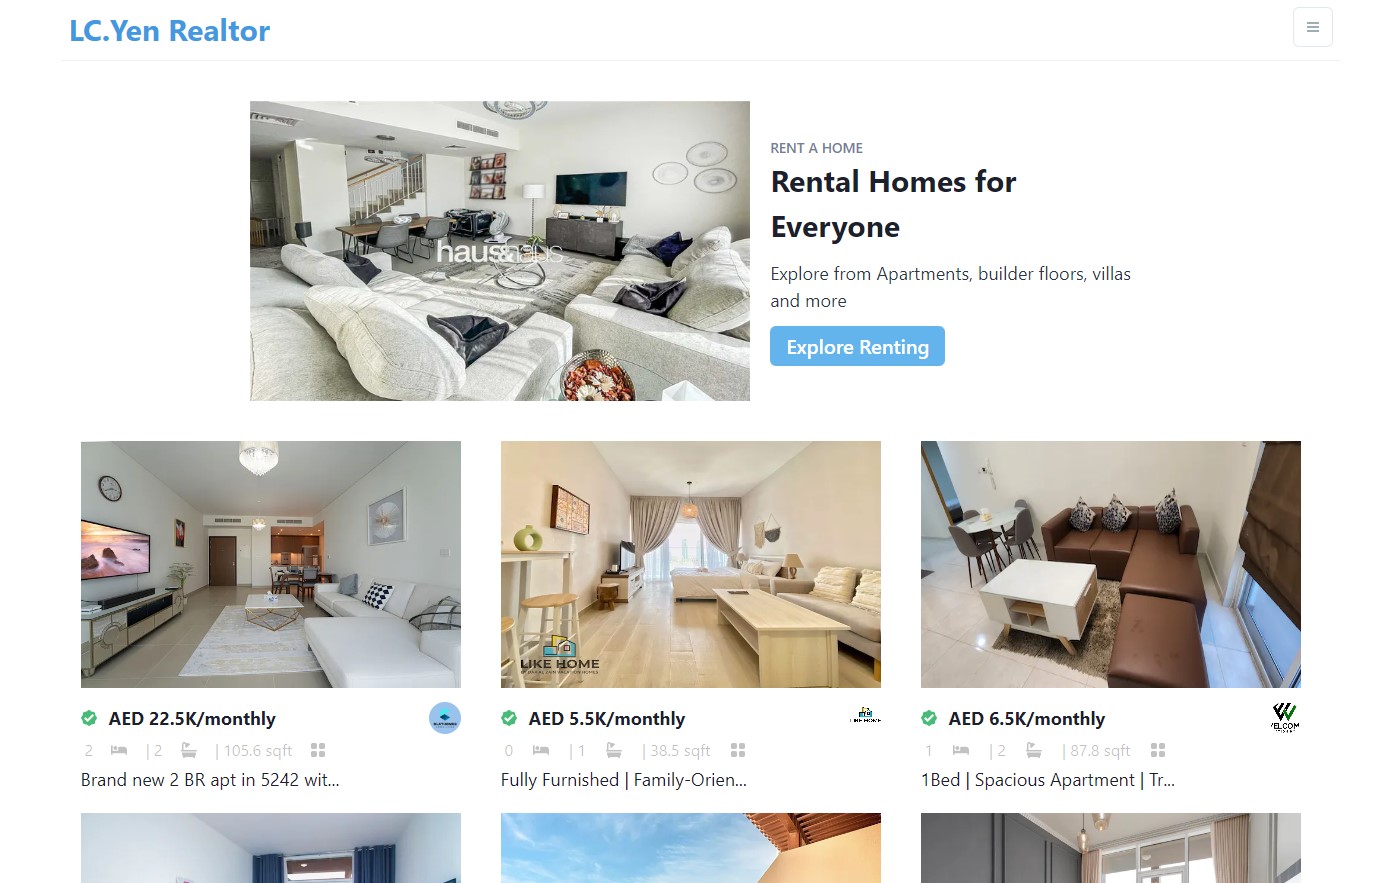 LC.Yen Realtor
RENT A HOME
Rental Homes for
Everyone
Explore from Apartments, builder floors, villas
and more
Explore Renting
haus&haus
LIKE HOME
AED 22.5K/monthly
2 | 2 | 105.6 sqft
Brand new 2 BR apt in 5242 wit...
AED 5.5K/monthly
LIKE HOME
0 | 1 | 38.5 sqft
Fully Furnished | Family-Orien...
AED 6.5K/monthly
1 | 2 | 87.8 sqft
1Bed | Spacious Apartment | Tr...